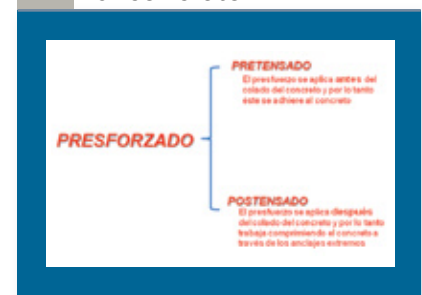 PRETENSADO
El presfuerzo se aplica antes del
colado del concreto y por lo tanto
éste se adhiere al concreto
PRESFORZADO
POSTENSADO
El presfuerzo se aplica después
del colado del concreto y por lo tanto
trabaja comprimiendo el concreto a
través de los anclajes extremos